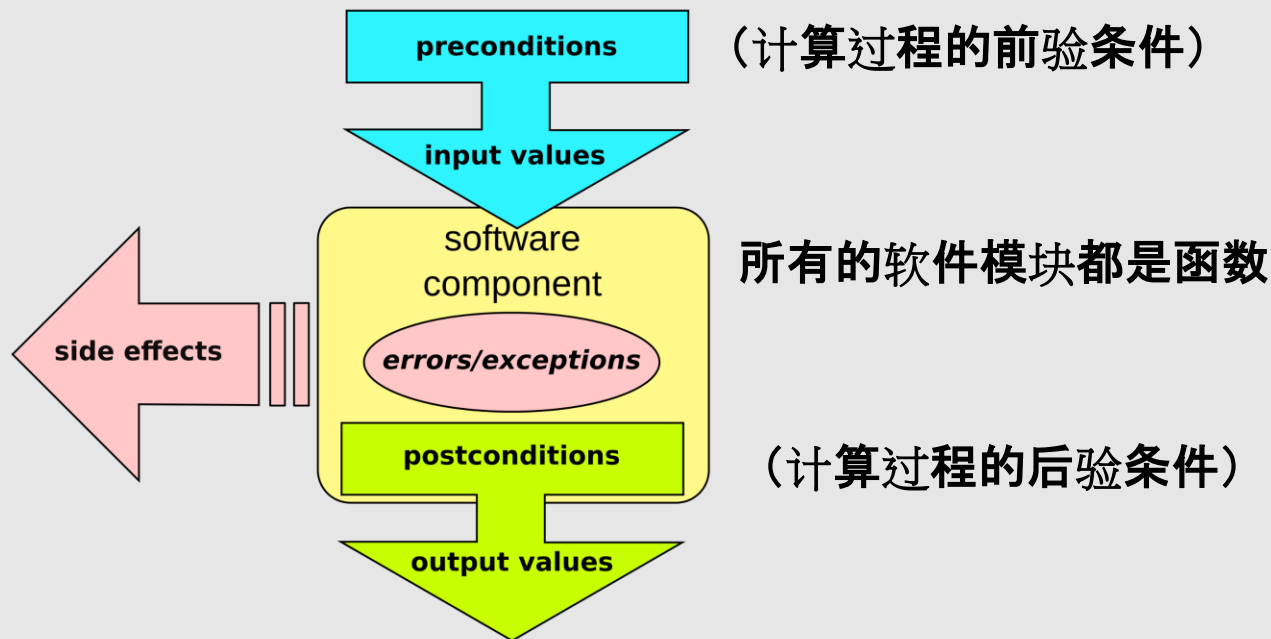 preconditions
（计算过程的前验条件）
input values
software
component
所有的软件模块都是函数
side effects
errors/exceptions
postconditions
（计算过程的后验条件）
output values